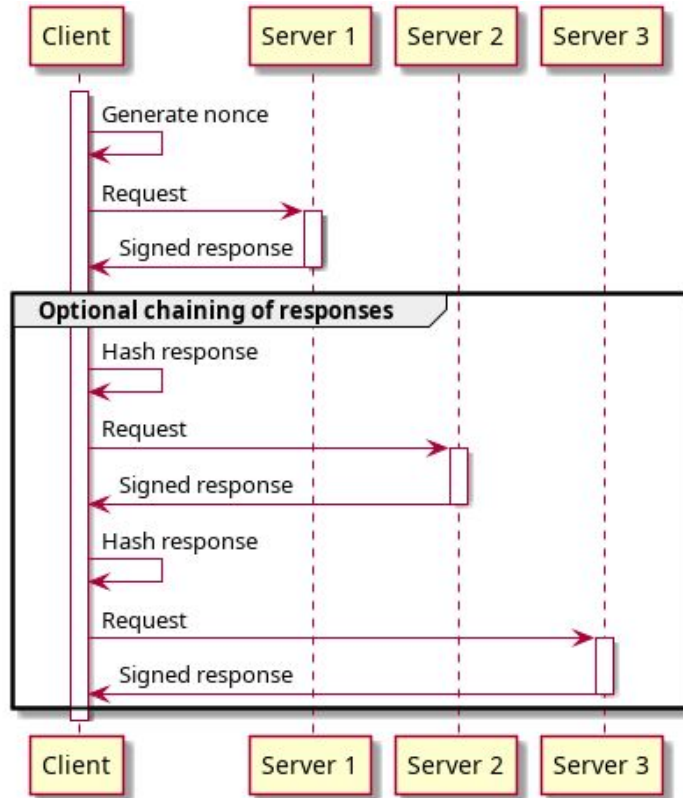 Client Server 1 Server 2 Server 3
Generate nonce
Request
Signed response
Optional chaining of responses
Hash response
Request
Signed response
Hash response
Request
Signed response
Client Server 1 Server 2 Server 3